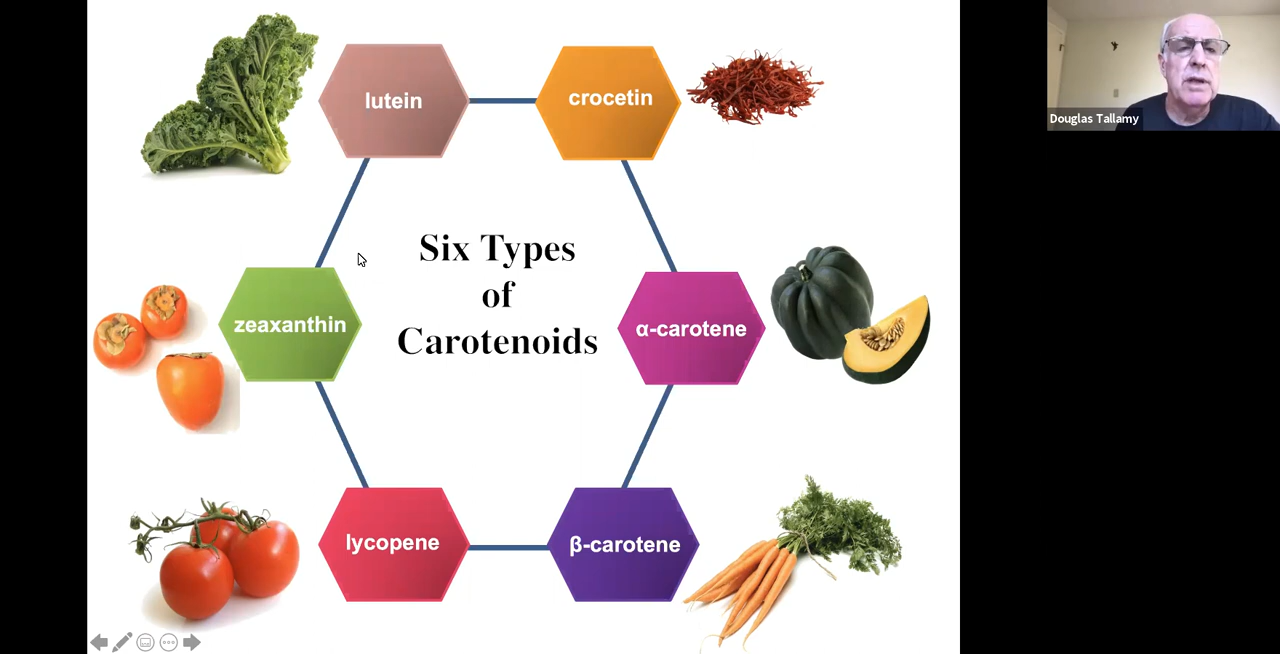 lutein
crocetin
Douglas Tallamy
Six Types
of
Carotenoids
zeaxanthin
α-carotene
lycopene
β-carotene